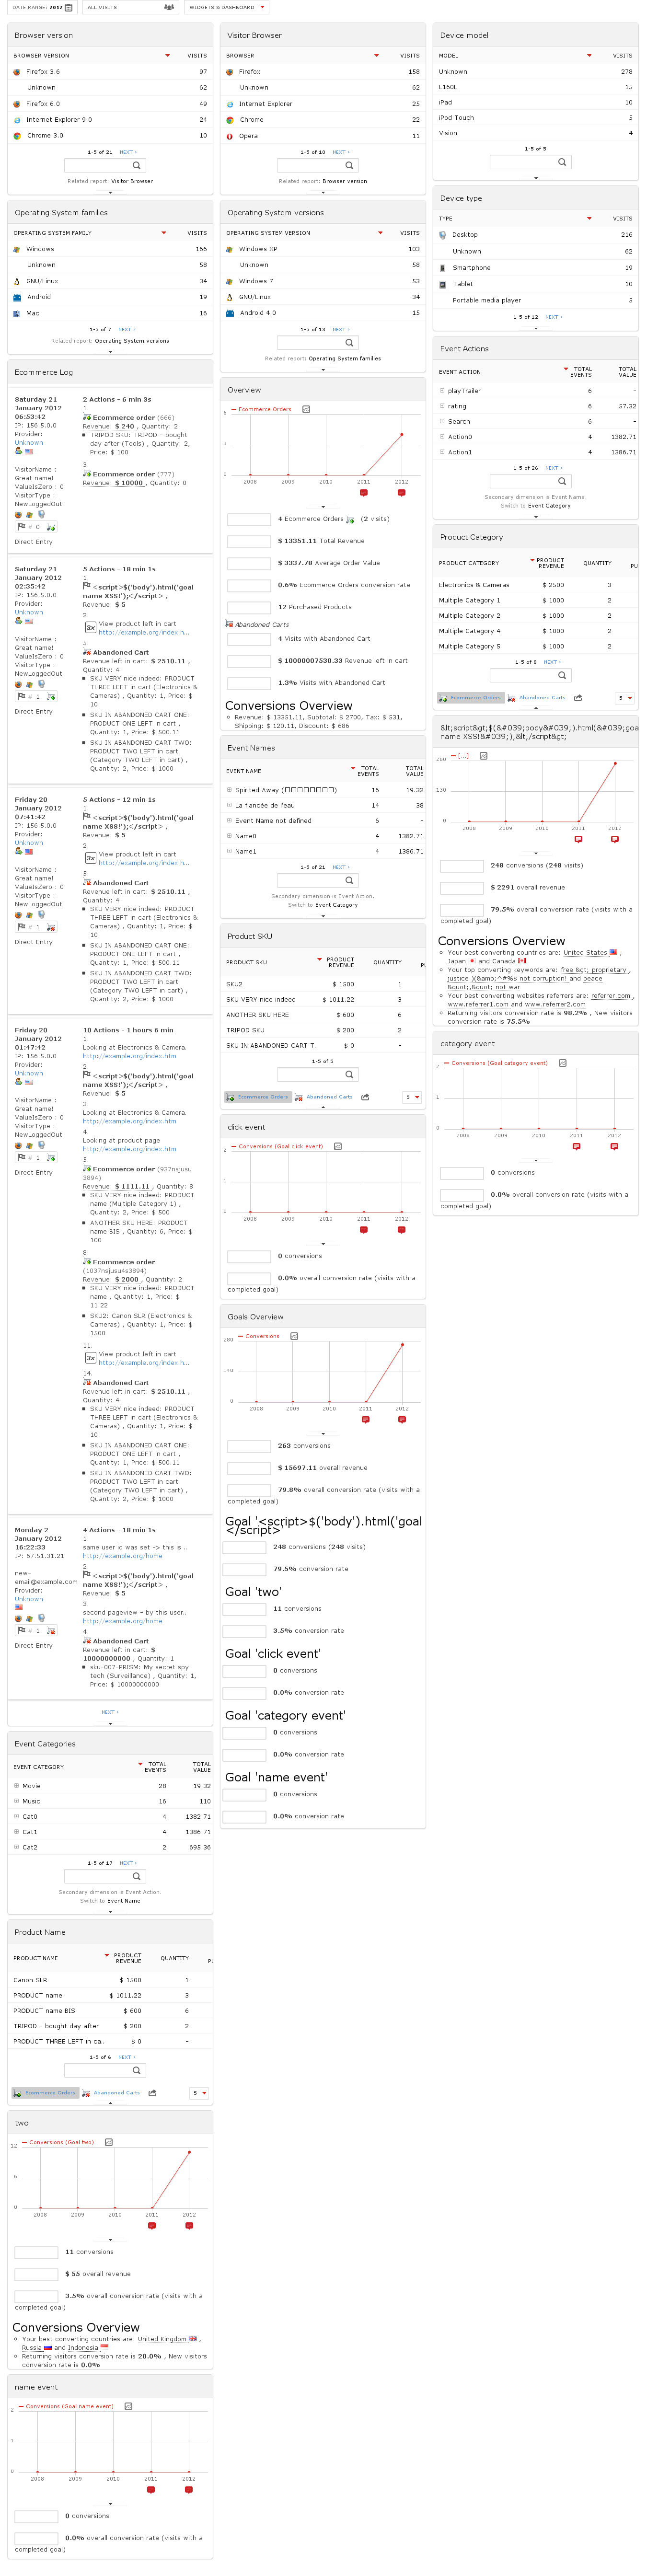 DATE RANGE: 2012
ALL VISITS
WIDGETS & DASHBOARD
Browser version
BROWSER VERSION VISITS
Firefox 3.6 97
Unknown 62
Firefox 6.0 49
Internet Explorer 9.0 24
Chrome 3.0 10
1-5 of 21 NEXT ›
Related report: Visitor Browser
Operating System families
OPERATING SYSTEM FAMILY VISITS
Windows 166
Unknown 58
GNU/Linux 34
Android 19
Mac 16
1-5 of 7 NEXT ›
Related report: Operating System versions
Ecommerce Log
Saturday 21
January 2012
06:53:42
IP: 156.5.0.0
Provider:
Unknown
VisitorName :
Great name!
ValueIsZero : 0
VisitorType :
NewLoggedOut
# 0
Direct Entry
2 Actions - 6 min 3s
1.
Ecommerce order (666)
Revenue: $ 240 , Quantity: 2
TRIPOD SKU: TRIPOD - bought
day after (Tools) , Quantity: 2,
Price: $ 100
3.
Ecommerce order (777)
Revenue: $ 10000 , Quantity: 0
Saturday 21
January 2012
02:35:42
IP: 156.5.0.0
Provider:
Unknown
VisitorName :
Great name!
ValueIsZero : 0
VisitorType :
NewLoggedOut
# 1
Direct Entry
5 Actions - 18 min 1s
1.
<script>$('body').html('goal
name XSS!');</script> ,
Revenue: $ 5
2.
3x View product left in cart
http://example.org/index.h...
5.
Abandoned Cart
Revenue left in cart: $ 2510.11 ,
Quantity: 4
SKU VERY nice indeed: PRODUCT
THREE LEFT in cart (Electronics &
Cameras) , Quantity: 1, Price: $
10
SKU IN ABANDONED CART ONE:
PRODUCT ONE LEFT in cart ,
Quantity: 1, Price: $ 500.11
SKU IN ABANDONED CART TWO:
PRODUCT TWO LEFT in cart
(Category TWO LEFT in cart) ,
Quantity: 2, Price: $ 1000
Friday 20
January 2012
07:41:42
IP: 156.5.0.0
Provider:
Unknown
VisitorName :
Great name!
ValueIsZero : 0
VisitorType :
NewLoggedOut
# 1
Direct Entry
5 Actions - 12 min 1s
1.
<script>$('body').html('goal
name XSS!');</script> ,
Revenue: $ 5
2.
3x View product left in cart
http://example.org/index.h...
5.
Abandoned Cart
Revenue left in cart: $ 2510.11 ,
Quantity: 4
SKU VERY nice indeed: PRODUCT
THREE LEFT in cart (Electronics &
Cameras) , Quantity: 1, Price: $
10
SKU IN ABANDONED CART ONE:
PRODUCT ONE LEFT in cart ,
Quantity: 1, Price: $ 500.11
SKU IN ABANDONED CART TWO:
PRODUCT TWO LEFT in cart
(Category TWO LEFT in cart) ,
Quantity: 2, Price: $ 1000
Friday 20
January 2012
01:47:42
IP: 156.5.0.0
Provider:
Unknown
VisitorName :
Great name!
ValueIsZero : 0
VisitorType :
NewLoggedOut
# 1
Direct Entry
10 Actions - 1 hours 6 min
1.
Looking at Electronics & Camera.
http://example.org/index.htm
2.
<script>$('body').html('goal
name XSS!');</script> ,
Revenue: $ 5
3.
Looking at Electronics & Camera.
http://example.org/index.htm
4.
Looking at product page
http://example.org/index.htm
5.
Ecommerce order (937nsjusu
3894)
Revenue: $ 1111.11 , Quantity: 8
SKU VERY nice indeed: PRODUCT
name (Multiple Category 1) ,
Quantity: 2, Price: $ 500
ANOTHER SKU HERE: PRODUCT
name BIS , Quantity: 6, Price: $
100
8.
Ecommerce order
(1037nsjusu4s3894)
Revenue: $ 2000 , Quantity: 2
SKU VERY nice indeed: PRODUCT
name , Quantity: 1, Price: $
11.22
SKU2: Canon SLR (Electronics &
Cameras) , Quantity: 1, Price: $
1500
11.
3x View product left in cart
http://example.org/index.h...
14.
Abandoned Cart
Revenue left in cart: $ 2510.11 ,
Quantity: 4
SKU VERY nice indeed: PRODUCT
THREE LEFT in cart (Electronics &
Cameras) , Quantity: 1, Price: $
10
SKU IN ABANDONED CART ONE:
PRODUCT ONE LEFT in cart ,
Quantity: 1, Price: $ 500.11
SKU IN ABANDONED CART TWO:
PRODUCT TWO LEFT in cart
(Category TWO LEFT in cart) ,
Quantity: 2, Price: $ 1000
Monday 2
January 2012
16:22:33
IP: 67.51.31.21
new-
email@example.com
Provider:
Unknown
# 1
Direct Entry
4 Actions - 18 min 1s
1.
same user id was set -> this is ..
http://example.org/home
2.
<script>$('body').html('goal
name XSS!');</script> ,
Revenue: $ 5
3.
second pageview - by this user..
http://example.org/home
4.
Abandoned Cart
Revenue left in cart: $
10000000000 , Quantity: 1
sku-007-PRISM: My secret spy
tech (Surveillance) , Quantity: 1,
Price: $ 10000000000
NEXT ›
Event Categories
EVENT CATEGORY TOTAL EVENTS TOTAL VALUE
Movie 28 19.32
Music 16 110
Cat0 4 1382.71
Cat1 4 1386.71
Cat2 2 695.36
1-5 of 17 NEXT ›
Secondary dimension is Event Action.
Switch to Event Name
Product Name
PRODUCT NAME PRODUCT REVENUE QUANTITY
Canon SLR $ 1500 1
PRODUCT name $ 1011.22 3
PRODUCT name BIS $ 600 6
TRIPOD - bought day after $ 200 2
PRODUCT THREE LEFT in ca.. $ 0 -
1-5 of 6 NEXT ›
Ecommerce Orders Abandoned Carts 5
two
Conversions (Goal two)
12
6
0
2008 2009 2010 2011 2012
11 conversions
$ 55 overall revenue
3.5% overall conversion rate (visits with a
completed goal)
Conversions Overview
Your best converting countries are: United Kingdom ,
Russia and Indonesia
Returning visitors conversion rate is 20.0% , New visitors
conversion rate is 0.0%
name event
Conversions (Goal name event)
2
1
0
2008 2009 2010 2011 2012
0 conversions
0.0% overall conversion rate (visits with a
completed goal)
Visitor Browser
BROWSER VISITS
Firefox 158
Unknown 62
Internet Explorer 25
Chrome 22
Opera 11
1-5 of 10 NEXT ›
Related report: Browser version
Operating System versions
OPERATING SYSTEM VERSION VISITS
Windows XP 103
Unknown 58
Windows 7 53
GNU/Linux 34
Android 4.0 15
1-5 of 13 NEXT ›
Related report: Operating System families
Overview
Ecommerce Orders
6
3
0
2008 2009 2010 2011 2012
4 Ecommerce Orders (2 visits)
$ 13351.11 Total Revenue
$ 3337.78 Average Order Value
0.6% Ecommerce Orders conversion rate
12 Purchased Products
Abandoned Carts
4 Visits with Abandoned Cart
$ 10000007530.33 Revenue left in cart
1.3% Visits with Abandoned Cart
Conversions Overview
Revenue: $ 13351.11, Subtotal: $ 2700, Tax: $ 531,
Shipping: $ 120.11, Discount: $ 686
Event Names
EVENT NAME TOTAL EVENTS TOTAL VALUE
Spirited Away (□□□□□□□□) 16 19.32
La fiancée de l'eau 14 38
Event Name not defined 6 -
Name0 4 1382.71
Name1 4 1386.71
1-5 of 21 NEXT ›
Secondary dimension is Event Action.
Switch to Event Category
Product SKU
PRODUCT SKU PRODUCT REVENUE QUANTITY
SKU2 $ 1500 1
SKU VERY nice indeed $ 1011.22 3
ANOTHER SKU HERE $ 600 6
TRIPOD SKU $ 200 2
SKU IN ABANDONED CART T... $ 0 -
1-5 of 5
Ecommerce Orders Abandoned Carts 5
click event
Conversions (Goal click event)
2
1
0
2008 2009 2010 2011 2012
0 conversions
0.0% overall conversion rate (visits with a
completed goal)
Goals Overview
Conversions
280
140
0
2008 2009 2010 2011 2012
263 conversions
$ 15697.11 overall revenue
79.8% overall conversion rate (visits with a
completed goal)
Goal '<script>$('body').html('goal
</script>'
248 conversions (248 visits)
79.5% conversion rate
Goal 'two'
11 conversions
3.5% conversion rate
Goal 'click event'
0 conversions
0.0% conversion rate
Goal 'category event'
0 conversions
0.0% conversion rate
Goal 'name event'
0 conversions
0.0% conversion rate
Device model
MODEL VISITS
Unknown 278
L160L 15
iPad 10
iPod Touch 5
Vision 4
1-5 of 5
Device type
TYPE VISITS
Desktop 216
Unknown 62
Smartphone 19
Tablet 10
Portable media player 5
1-5 of 12 NEXT ›
Event Actions
EVENT ACTION TOTAL EVENTS TOTAL VALUE
playTrailer 6 -
rating 6 57.32
Search 6 -
Action0 4 1382.71
Action1 4 1386.71
1-5 of 26 NEXT ›
Secondary dimension is Event Name.
Switch to Event Category
Product Category
PRODUCT CATEGORY PRODUCT REVENUE QUANTITY PU
Electronics & Cameras $ 2500 3
Multiple Category 1 $ 1000 2
Multiple Category 2 $ 1000 2
Multiple Category 4 $ 1000 2
Multiple Category 5 $ 1000 2
1-5 of 8 NEXT ›
Ecommerce Orders Abandoned Carts 5
&lt;script&gt;$(&#039;body&#039;).html(&#039;goa
name XSS!&#039;);&lt;/script&gt;
[...]
260
130
0
2008 2009 2010 2011 2012
248 conversions (248 visits)
$ 2291 overall revenue
79.5% overall conversion rate (visits with a
completed goal)
Conversions Overview
Your best converting countries are: United States ,
Japan and Canada
Your top converting keywords are: free &gt; proprietary ,
justice )(&amp;^#%$ not corruption! and peace
&quot;,&quot; not war
Your best converting websites referrers are: referrer.com ,
www.referrer1.com and www.referrer2.com
Returning visitors conversion rate is 98.2% , New visitors
conversion rate is 75.5%
category event
Conversions (Goal category event)
2
1
0
2008 2009 2010 2011 2012
0 conversions
0.0% overall conversion rate (visits with a
completed goal)